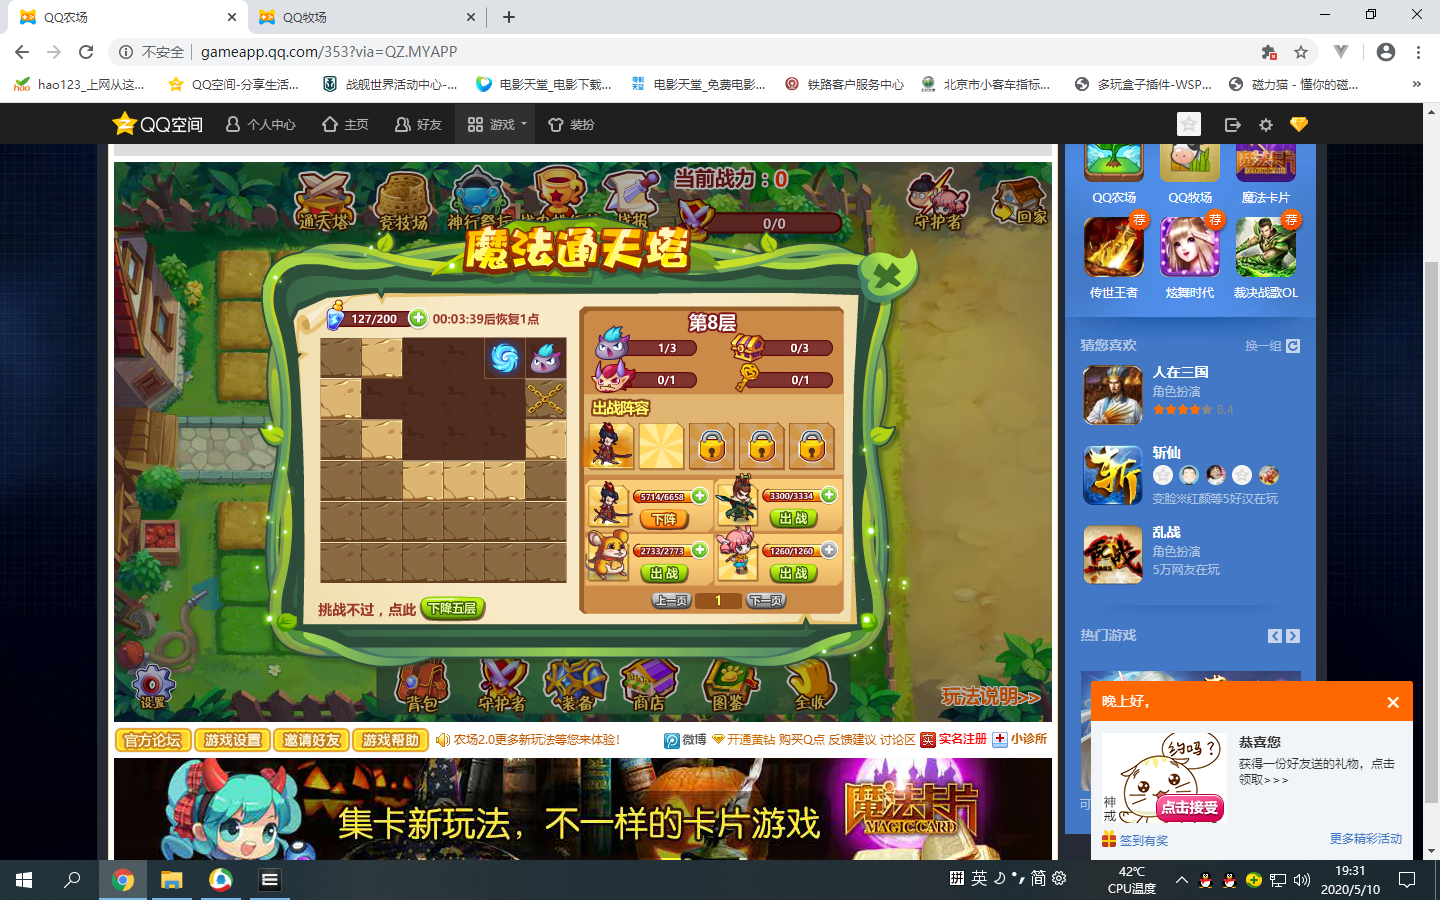 QQ农场
QQ牧场
不安全 gameapp.qq.com/353?via=QZ.MYAPP
hao123_上网从这... QQ空间-分享生活... 战舰世界活动中心-... 电影天堂_电影下载... 电影天堂_免费电影... 铁路客户服务中心 北京市小客车指标... 多玩盒子插件-WSP... 磁力猫 - 懂你的磁... »
QQ空间 个人中心 主页 好友 游戏 装扮
当前战力：0
0/0
通天塔 竞技场 神行祭坛 战报 守护者 回家
魔法通天塔
127/200 00:03:39后恢复1点
第8层
1/3 0/3
0/1 0/1
出战阵容
5714/6658 3300/3334
下阵 出战
2733/2773 1260/1260
出战 出战
上一页 1 下一页
挑战不过，点此 下降五层
设置 背包 守护者 装备 商店 图鉴 全收
玩法说明>>
官方论坛 游戏设置 邀请好友 游戏帮助 农场2.0更多新玩法等您来体验！ 微博 开通黄钻 购买Q点 反馈建议 讨论区 实名注册 小诊所
集卡新玩法，不一样的卡片游戏
魔法卡片
MAGIC CARD
QQ农场 QQ牧场 魔法卡片
荐 荐 荐
传世王者 炫舞时代 裁决战歌OL
猜您喜欢 换一组
人在三国
角色扮演
8.4
斩仙
变脸※红颜等5好汉在玩
乱战
角色扮演
5万网友在玩
热门游戏
晚上好，
约吗？
神戒
点击接受
恭喜您
获得一份好友送的礼物，点击
领取>>>
签到有奖 更多精彩活动
英 简
42℃
CPU温度
19:31
2020/5/10